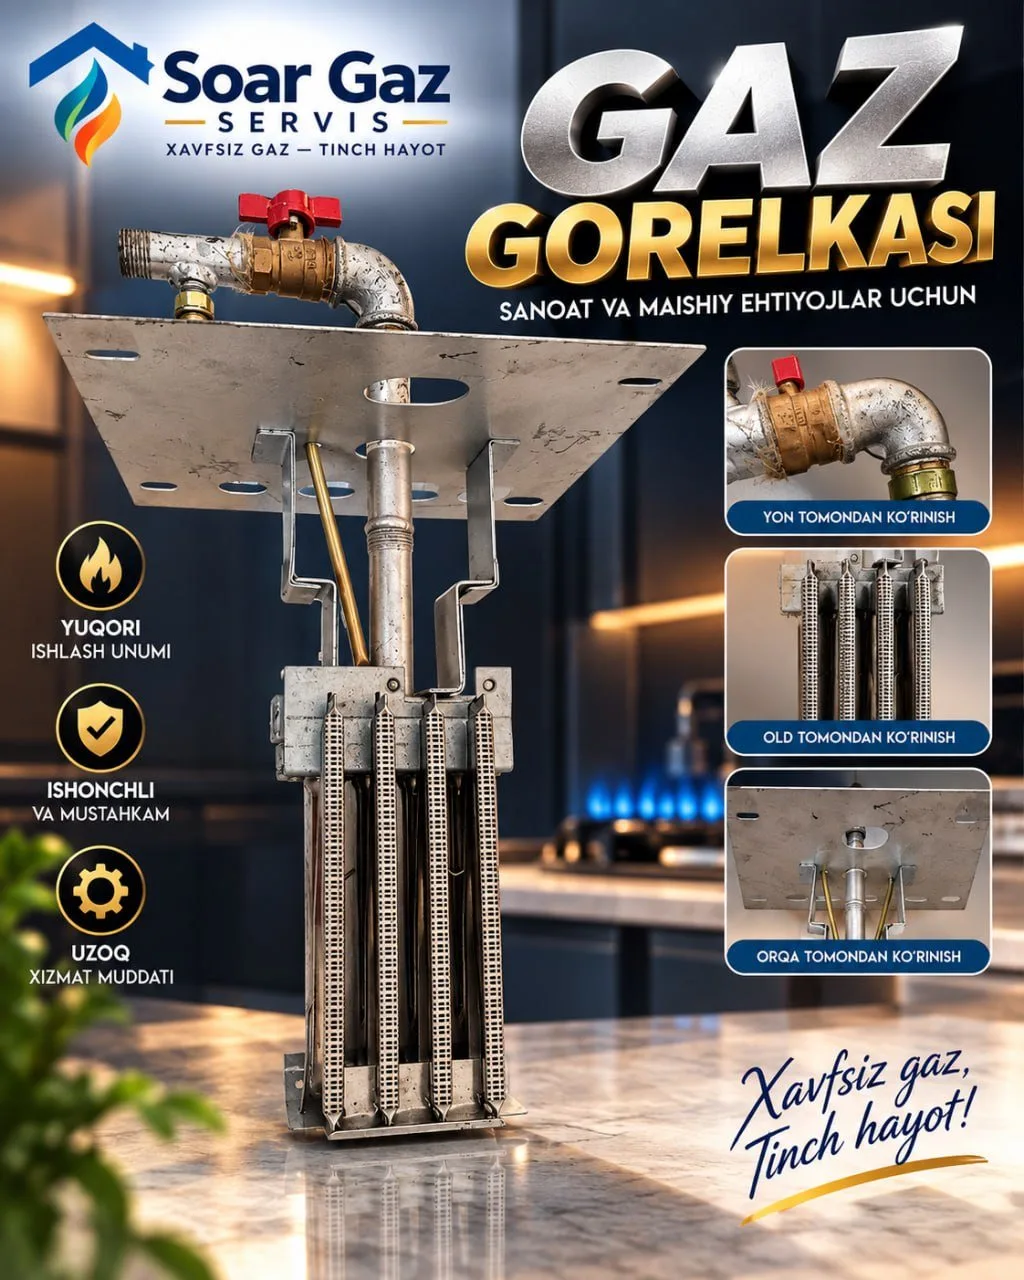 Soar Gaz
SERVIS
XAVFSIZ GAZ — TINCH HAYOT
GAZ
GORELKASI
SANOAT VA MAISHIY EHTIYOJLAR UCHUN
YON TOMONDAN KO'RINISH
YUQORI
ISHLASH UNUMI
OLD TOMONDAN KO'RINISH
ISHONCHLI
VA MUSTAHKAM
UZOQ
XIZMAT MUDDATI
ORQA TOMONDAN KO'RINISH
Xavfsiz gaz,
Tinch hayot!